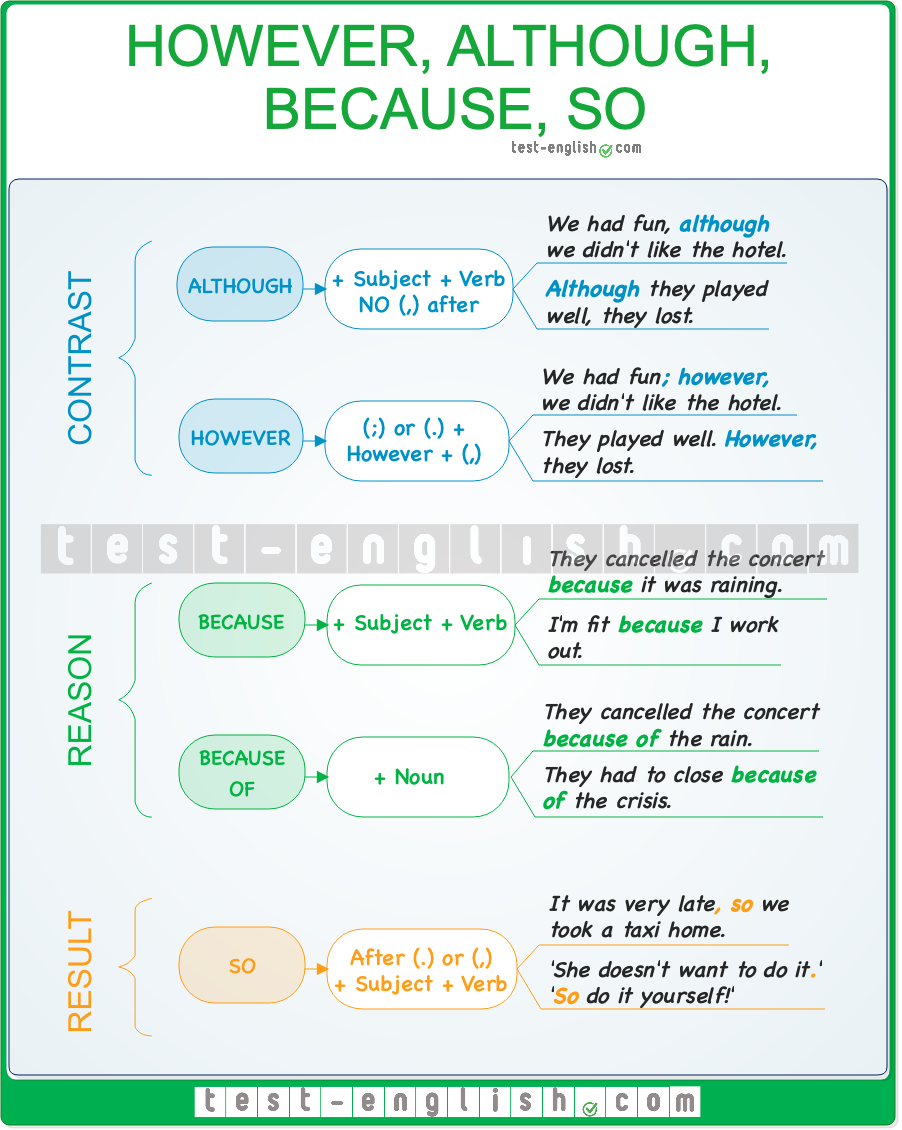 HOWEVER, ALTHOUGH,
BECAUSE, SO
test-english.com
CONTRAST
ALTHOUGH
+ Subject + Verb
NO (,) after
We had fun, although
we didn't like the hotel.
Although they played
well, they lost.
HOWEVER
(;) or (.) +
However + (,)
We had fun; however,
we didn't like the hotel.
They played well. However,
they lost.
test-english.com
REASON
BECAUSE
+ Subject + Verb
They cancelled the concert
because it was raining.
I'm fit because I work
out.
BECAUSE
OF
+ Noun
They cancelled the concert
because of the rain.
They had to close because
of the crisis.
RESULT
SO
After (.) or (,)
+ Subject + Verb
It was very late, so we
took a taxi home.
'She doesn't want to do it.'
'So do it yourself!'
test-english.com